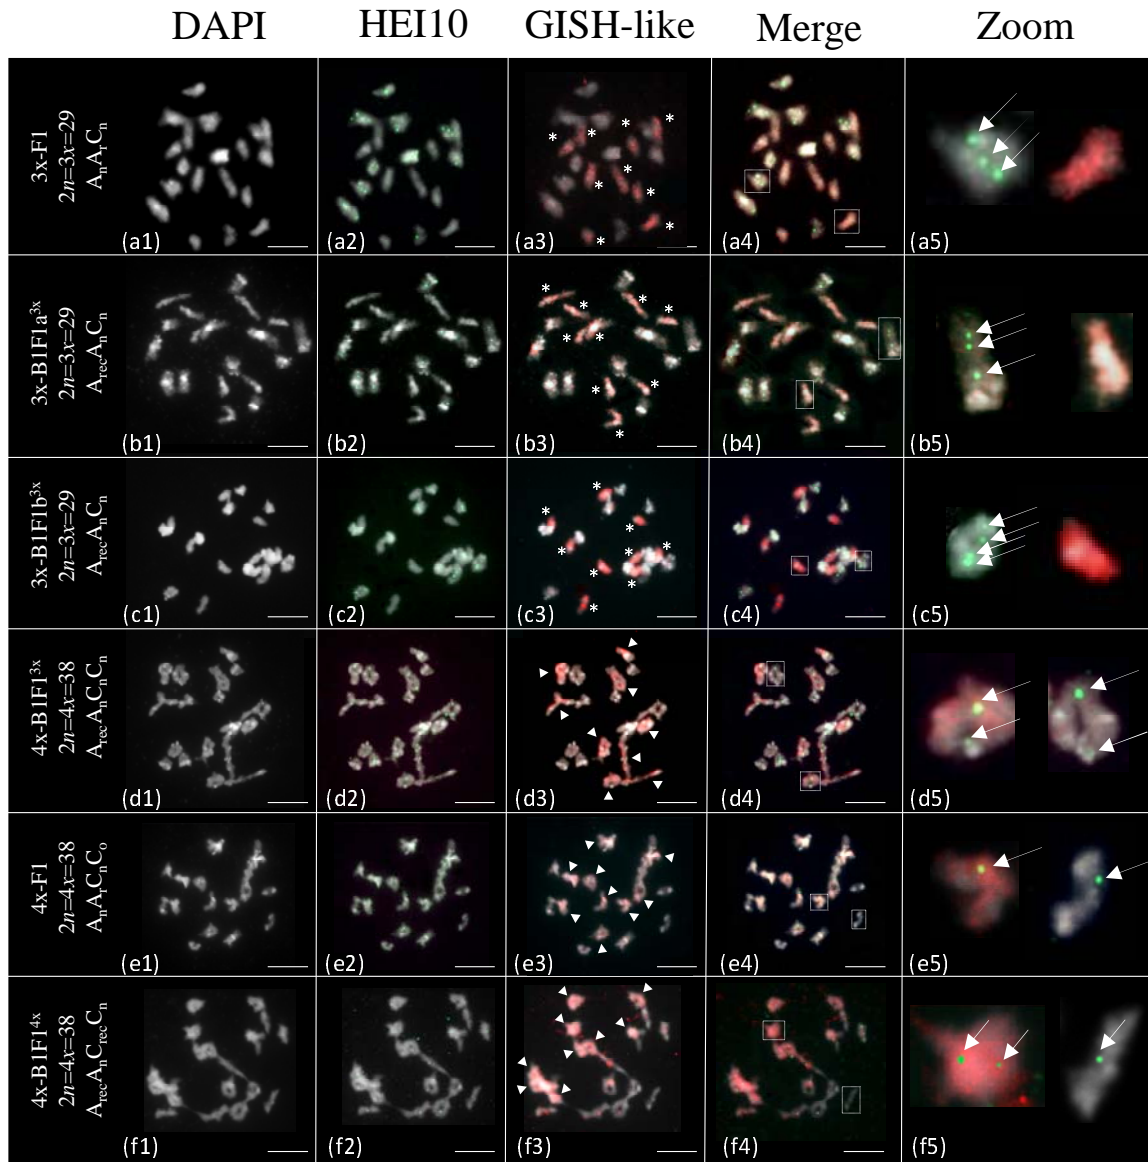 DAPI HEI10 GISH-like Merge Zoom
3x-F1
2n=3x=29
AₙAᵣCₙ
(a1) (a2) (a3) (a4) (a5)
3x-B1F1a³ˣ
2n=3x=29
AᵣₑcAₙCₙ
(b1) (b2) (b3) (b4) (b5)
3x-B1F1b³ˣ
2n=3x=29
AᵣₑcAₙCₙ
(c1) (c2) (c3) (c4) (c5)
4x-B1F1³ˣ
2n=4x=38
AᵣₑcAₙCₙCₙ
(d1) (d2) (d3) (d4) (d5)
4x-F1
2n=4x=38
AₙAᵣCₙCₒ
(e1) (e2) (e3) (e4) (e5)
4x-B1F1⁴ˣ
2n=4x=38
AᵣₑcAₙCᵣₑcCₙ
(f1) (f2) (f3) (f4) (f5)